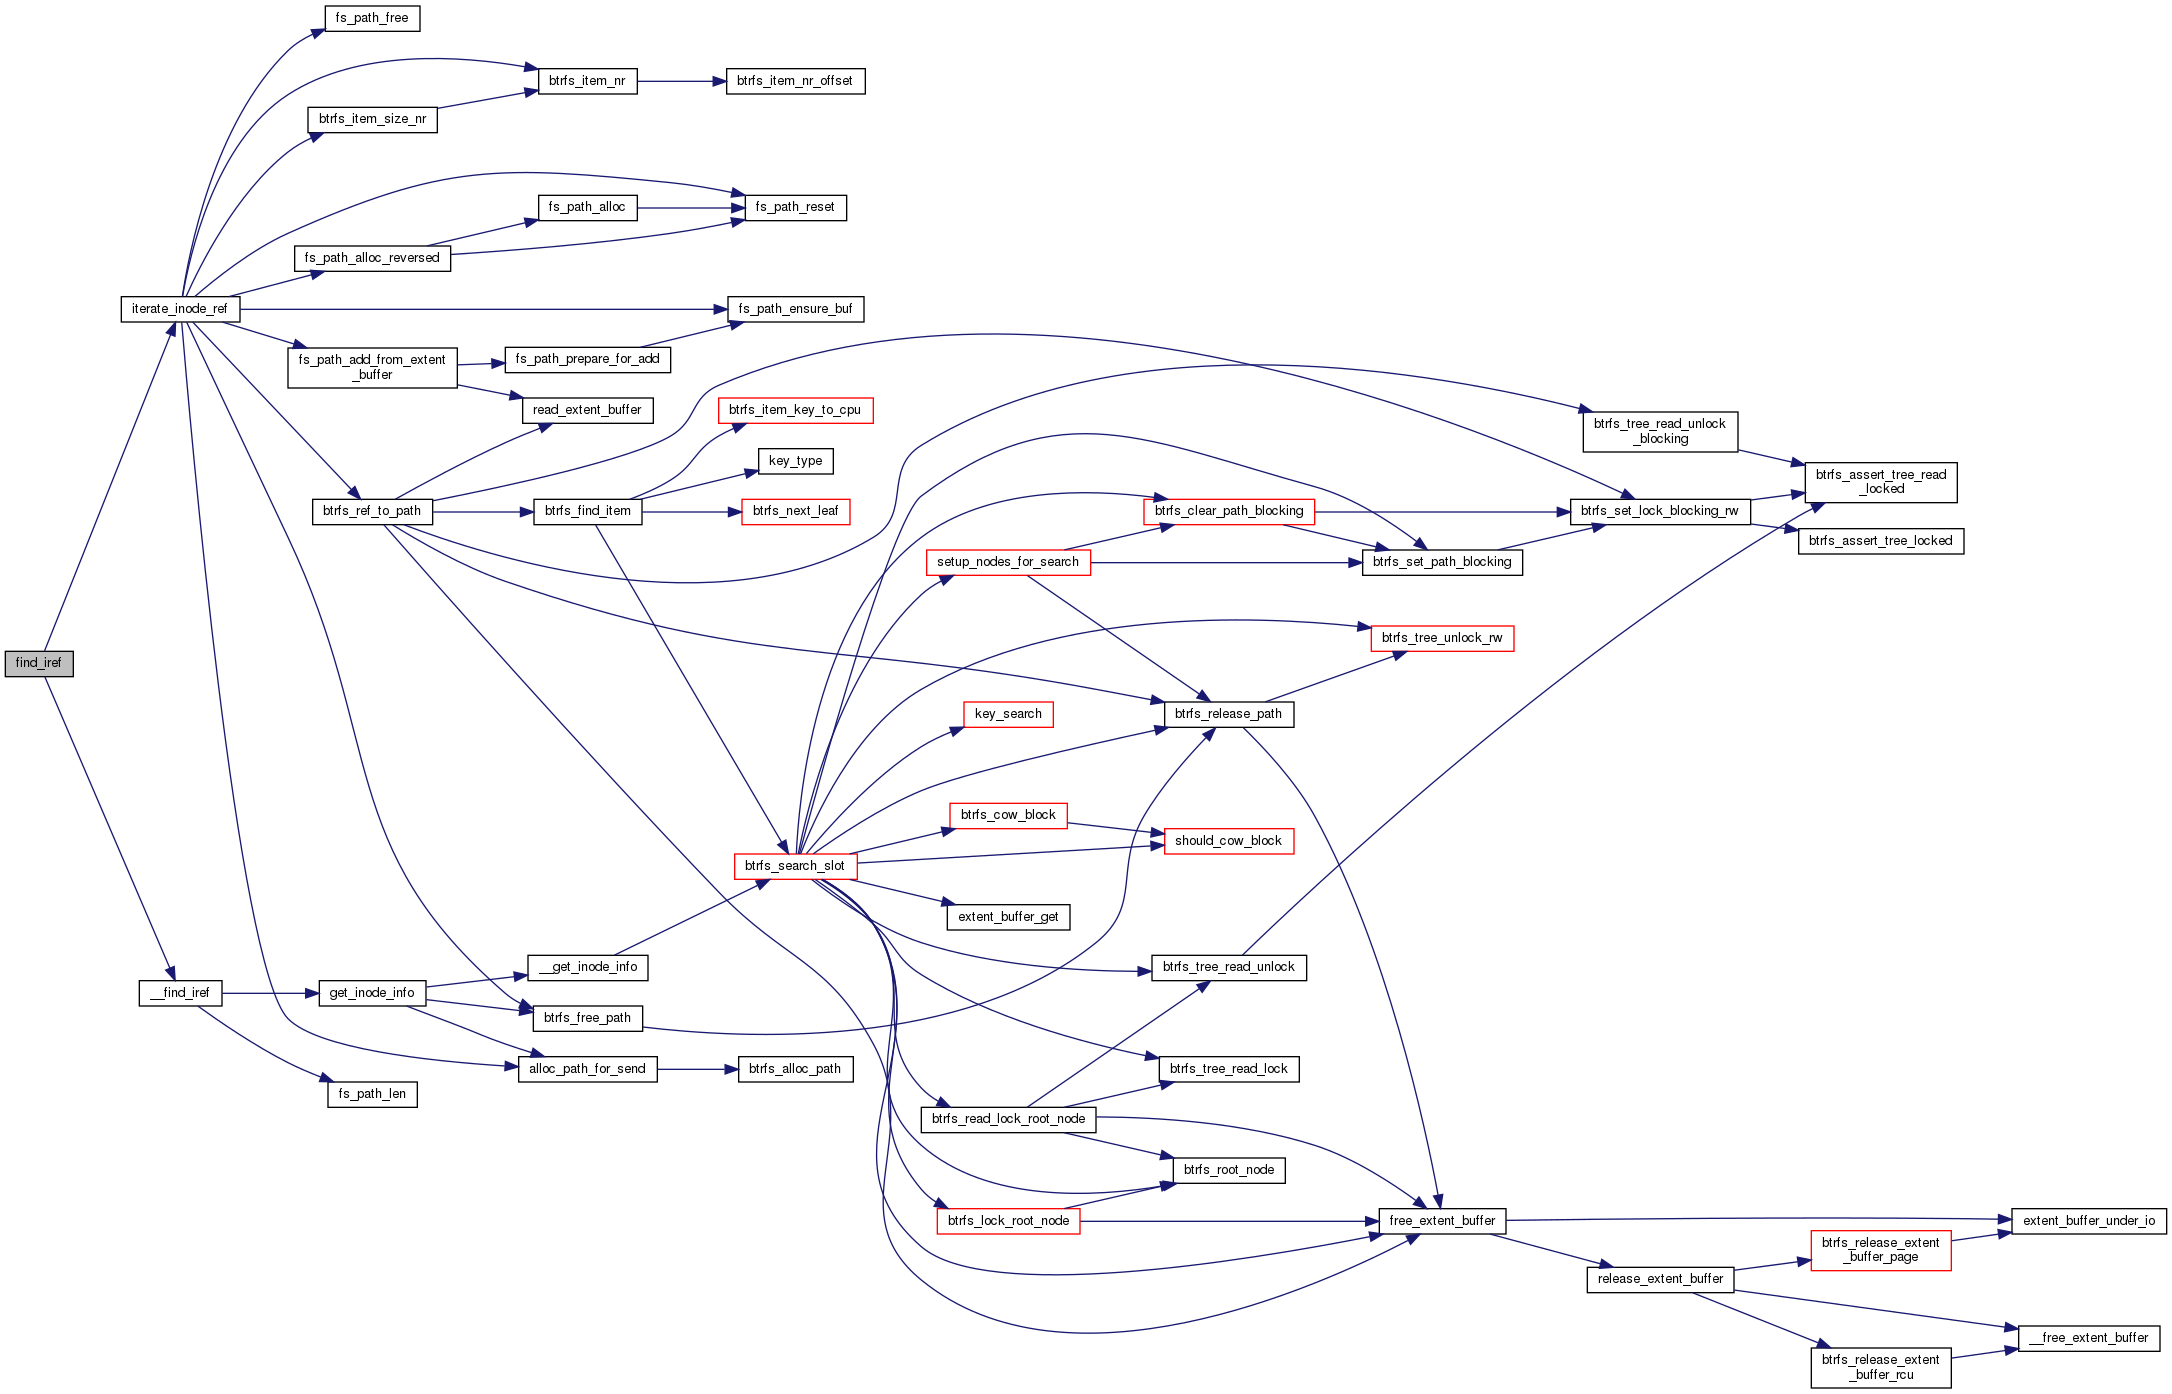 fs_path_free
btrfs_item_nr
btrfs_item_nr_offset
btrfs_item_size_nr
fs_path_alloc
fs_path_reset
fs_path_alloc_reversed
iterate_inode_ref
fs_path_ensure_buf
fs_path_add_from_extent
_buffer
fs_path_prepare_for_add
read_extent_buffer
btrfs_item_key_to_cpu
btrfs_tree_read_unlock
_blocking
key_type
btrfs_assert_tree_read
_locked
btrfs_ref_to_path
btrfs_find_item
btrfs_next_leaf
btrfs_clear_path_blocking
btrfs_set_lock_blocking_rw
btrfs_assert_tree_locked
setup_nodes_for_search
btrfs_set_path_blocking
btrfs_tree_unlock_rw
find_iref
key_search
btrfs_release_path
btrfs_cow_block
should_cow_block
btrfs_search_slot
extent_buffer_get
__get_inode_info
btrfs_tree_read_unlock
__find_iref
get_inode_info
btrfs_free_path
alloc_path_for_send
btrfs_alloc_path
btrfs_tree_read_lock
fs_path_len
btrfs_read_lock_root_node
btrfs_root_node
btrfs_lock_root_node
free_extent_buffer
extent_buffer_under_io
btrfs_release_extent
_buffer_page
release_extent_buffer
__free_extent_buffer
btrfs_release_extent
_buffer_rcu